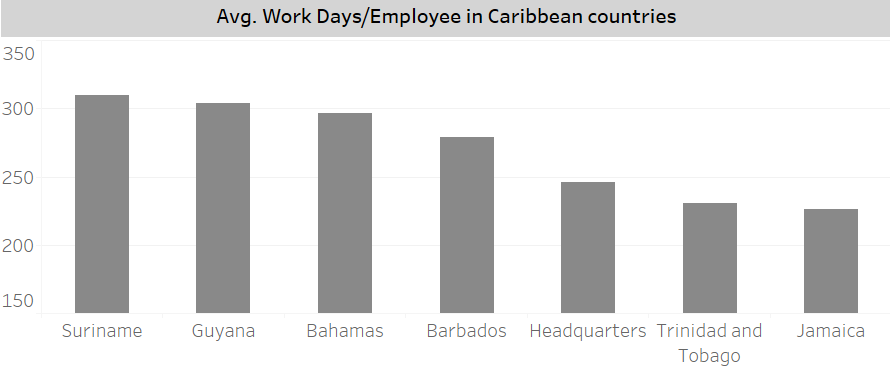 Avg. Work Days/Employee in Caribbean countries
350
300
250
200
150
Suriname
Guyana
Bahamas
Barbados
Headquarters
Trinidad and
Tobago
Jamaica